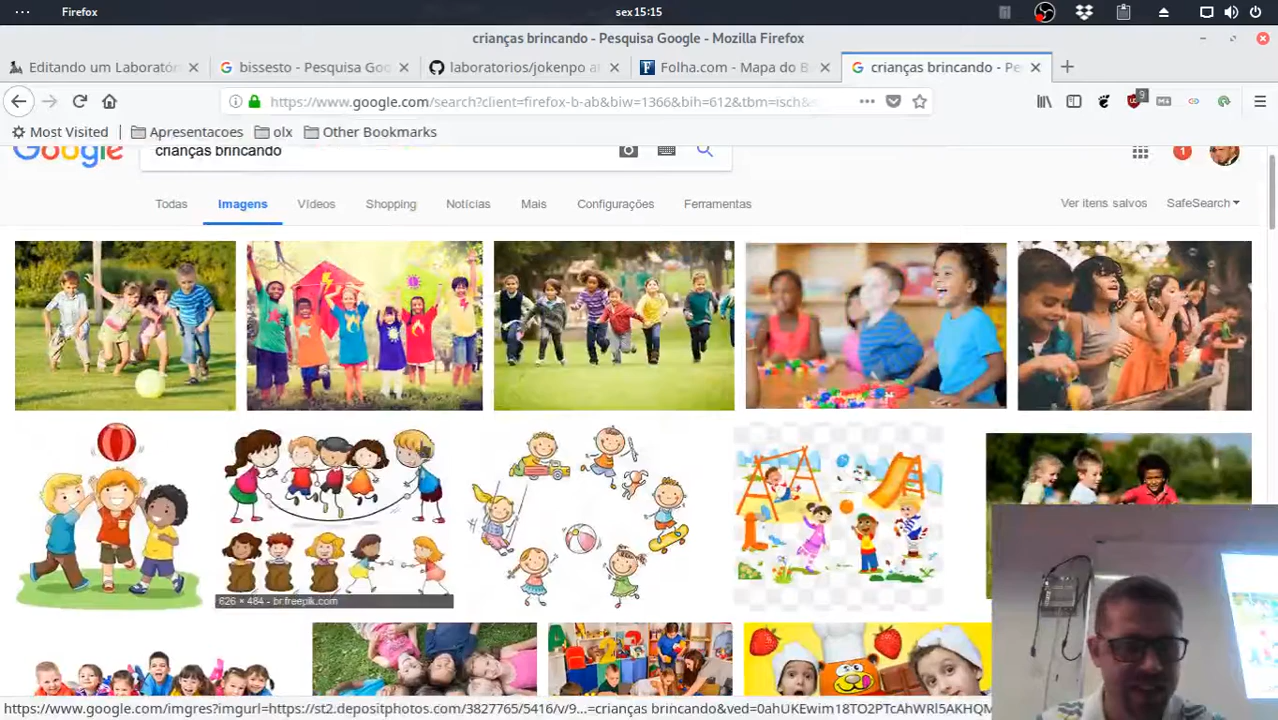 Firefox
sex15:15
crianças brincando - Pesquisa Google - Mozilla Firefox
Editando um Laboratór
bissesto - Pesquisa Goo
laboratorios/jokenpo a
Folha.com - Mapa do B
crianças brincando - Pe
https://www.google.com/search?client=firefox-b-ab&biw=1366&bih=612&tbm=isch&s
9
Most Visited
Apresentacoes
olx
Other Bookmarks
Google
crianças brincando
1
Todas
Imagens
Vídeos
Shopping
Notícias
Mais
Configurações
Ferramentas
Ver itens salvos
SafeSearch
626 × 484 - br.freepik.com
https://www.google.com/imgres?imgurl=https://st2.depositphotos.com/3827765/5416/v/9...=crianças brincando&ved=0ahUKEwim18TO2PTcAhWRl5AKHQM